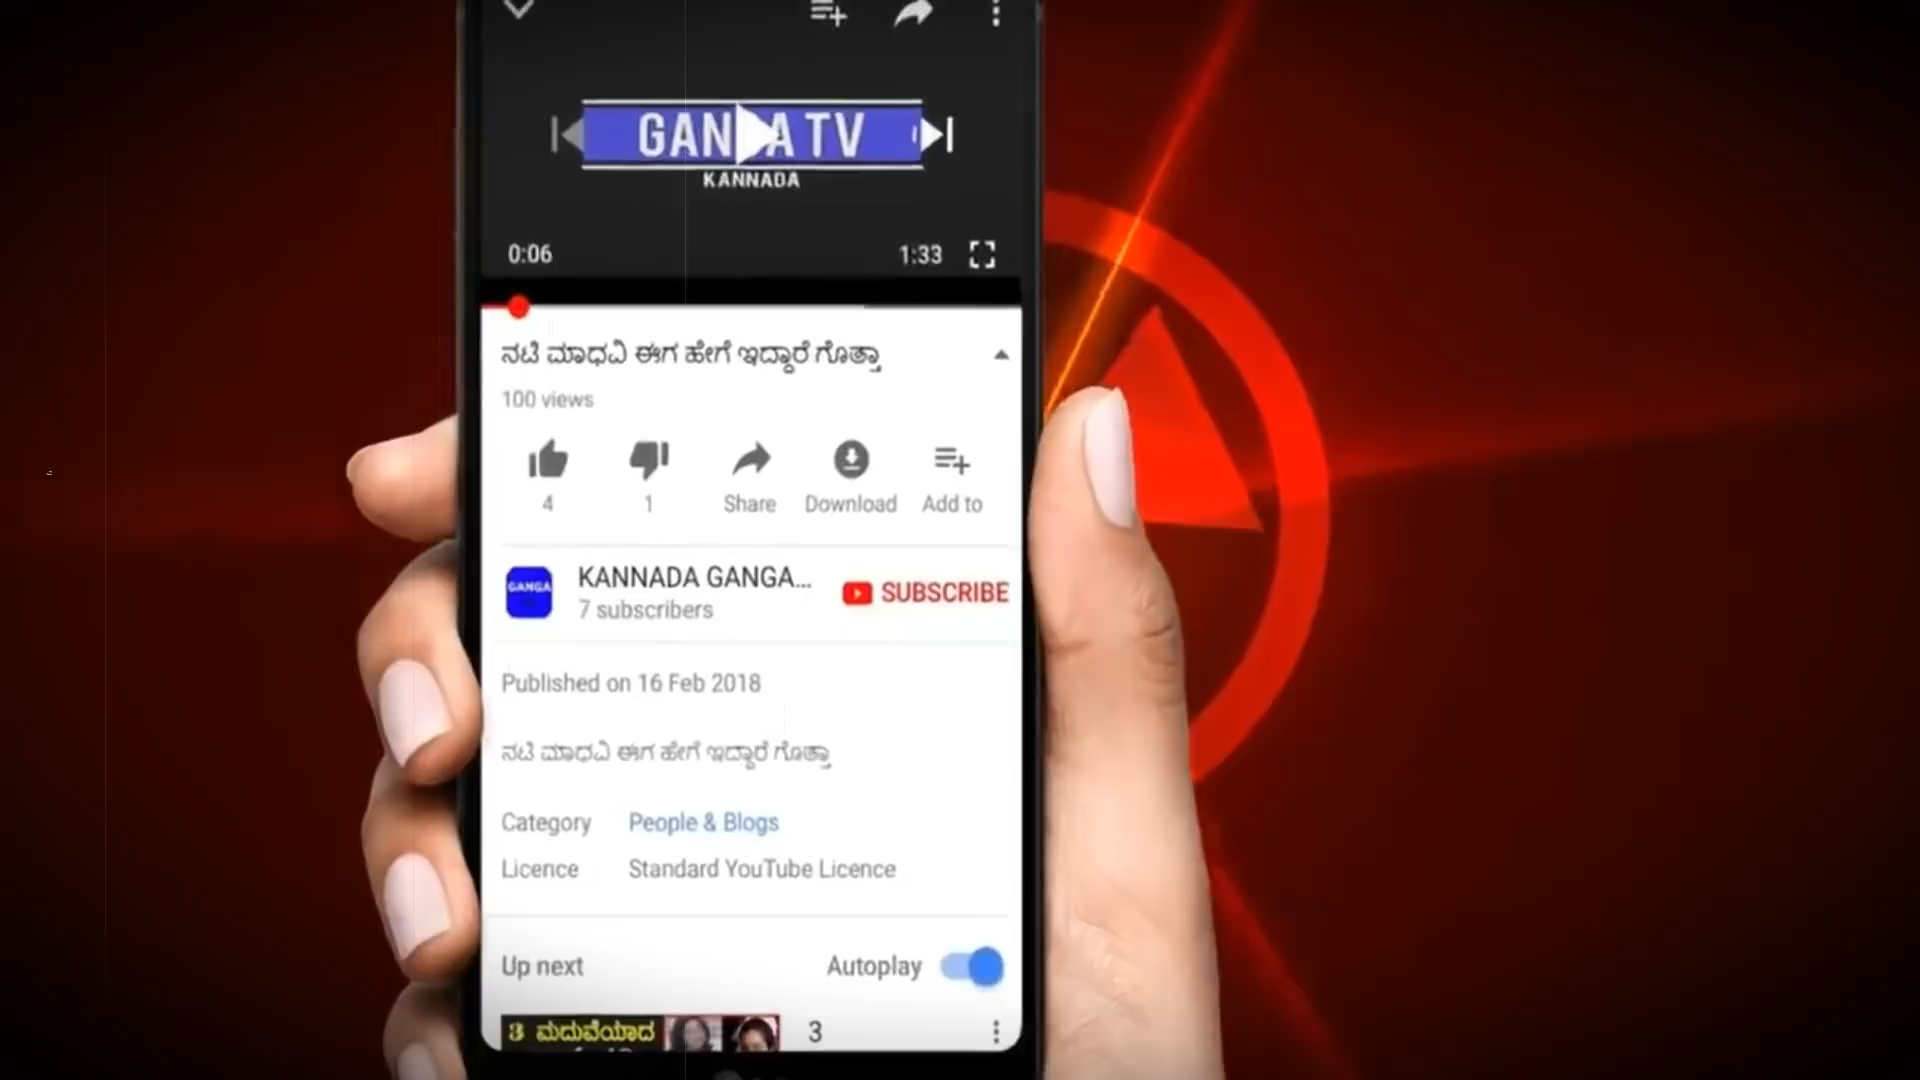 GANGA TV
KANNADA
0:06
1:33
ನಟಿ ಮಾಧವಿ ಈಗ ಹೇಗೆ ಇದ್ದಾರೆ ಗೊತ್ತಾ
100 views
4
1
Share
Download
Add to
GANGA
KANNADA GANGA...
7 subscribers
SUBSCRIBE
Published on 16 Feb 2018
ನಟಿ ಮಾಧವಿ ಈಗ ಹೇಗೆ ಇದ್ದಾರೆ ಗೊತ್ತಾ
Category
People & Blogs
Licence
Standard YouTube Licence
Up next
Autoplay
3 ಮದುವೆಯಾದ
3